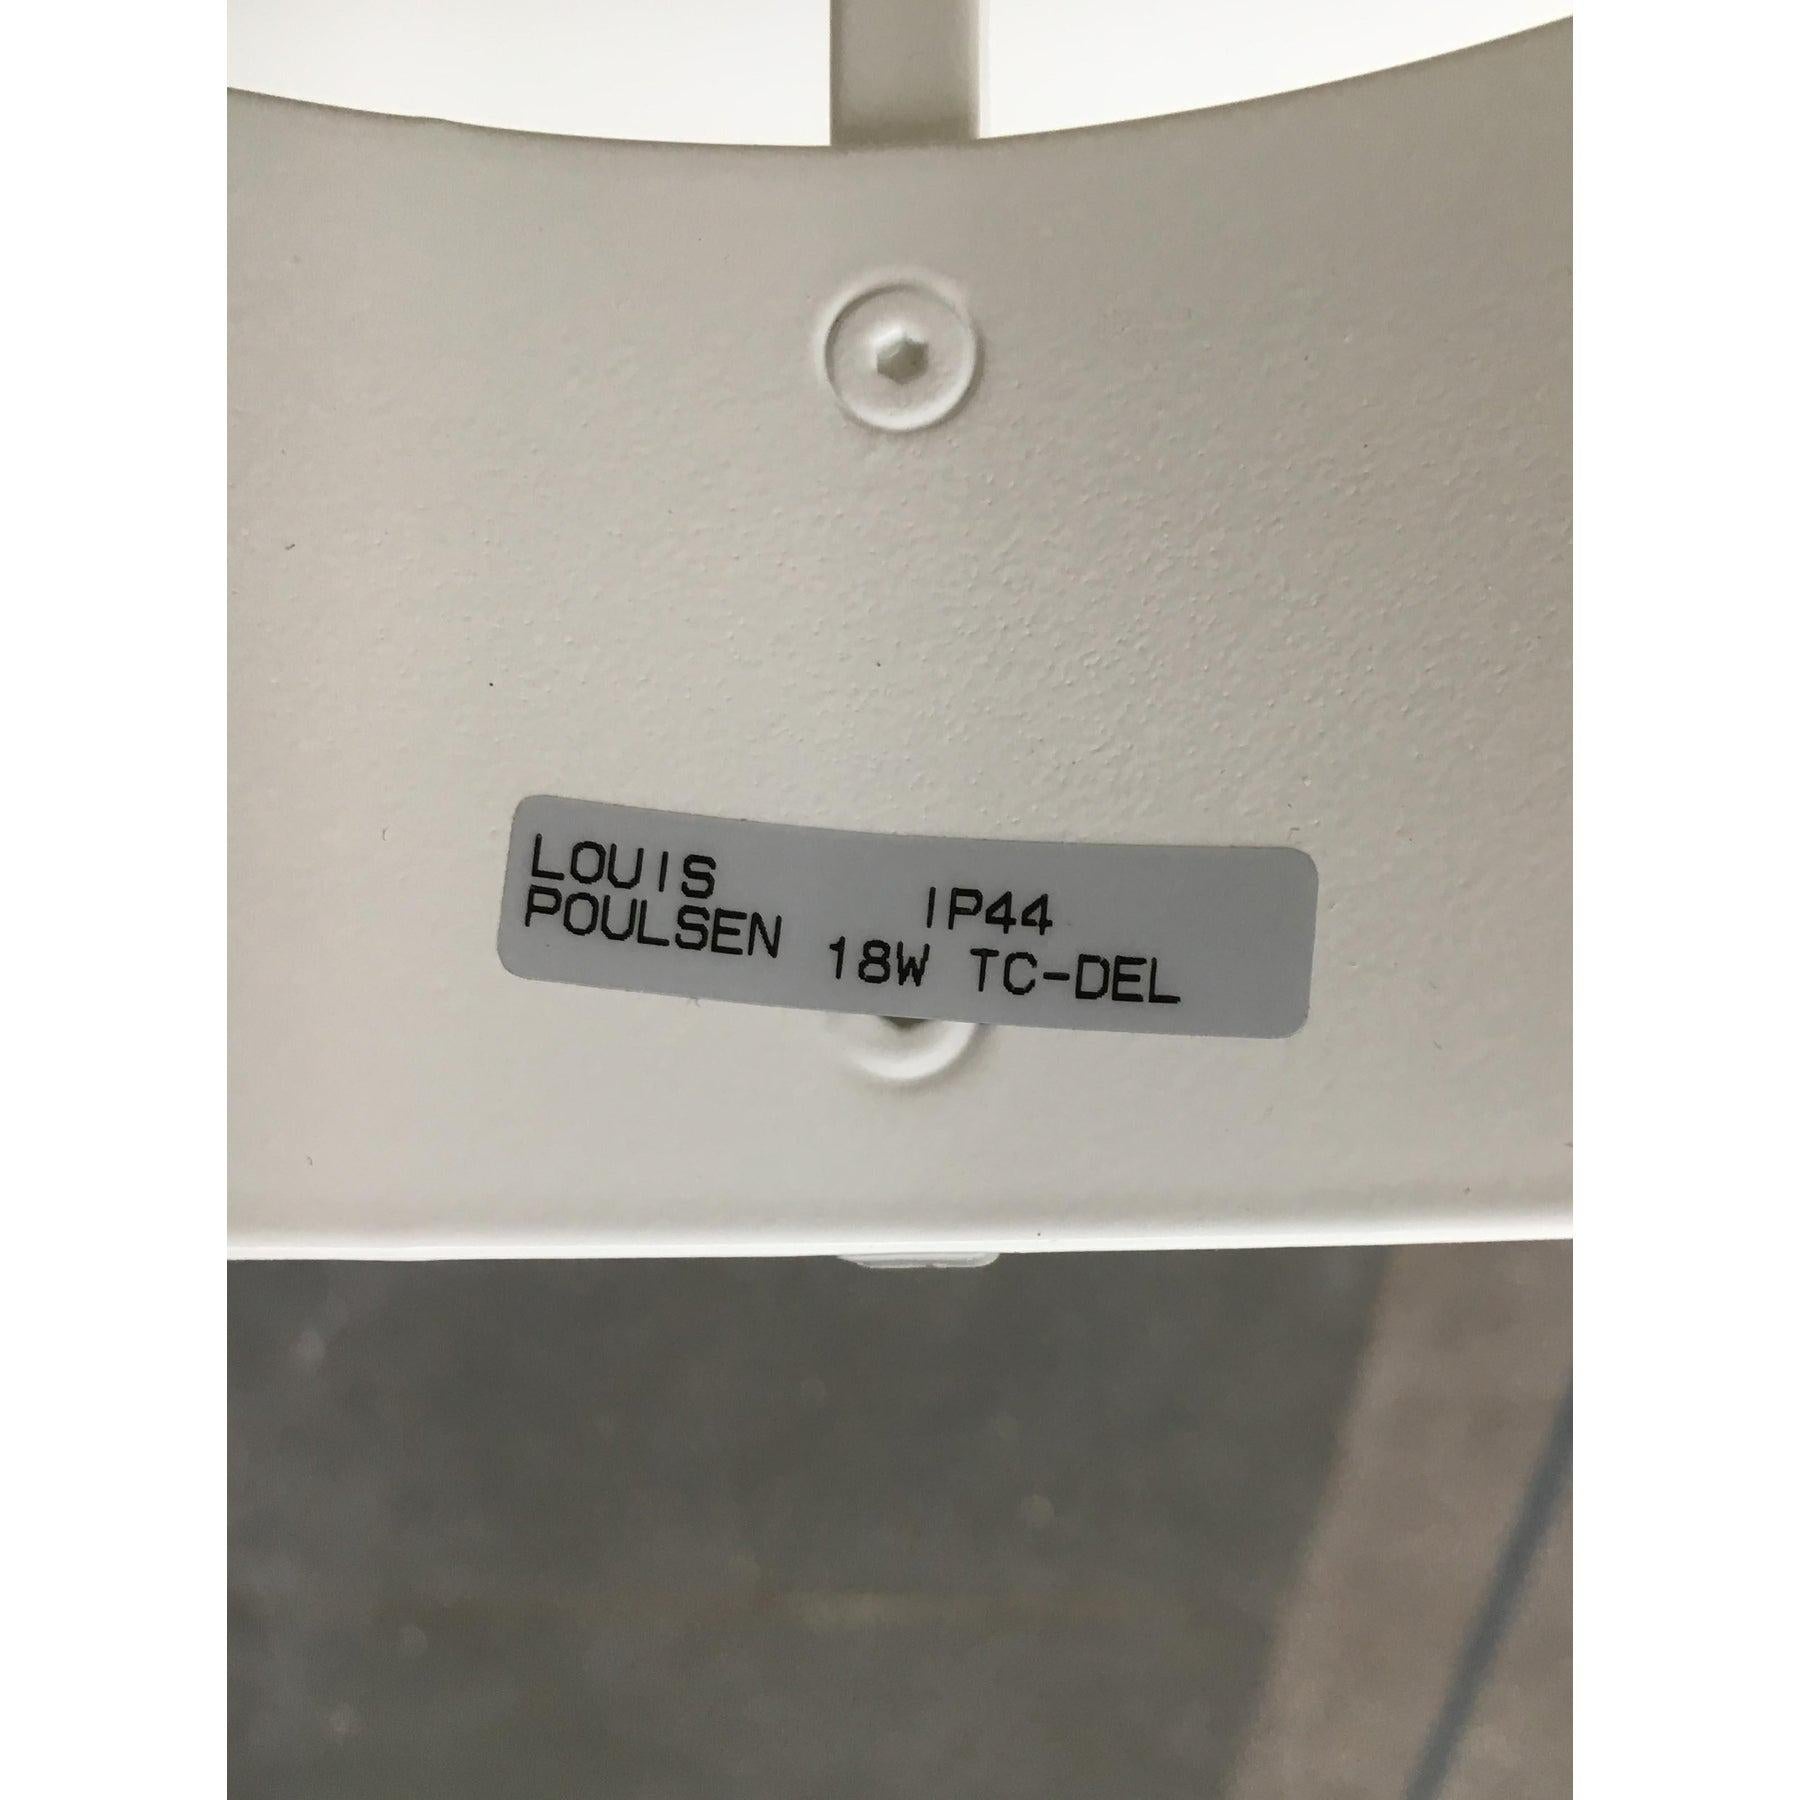 LOUIS
POULSEN
IP44
18W TC-DEL